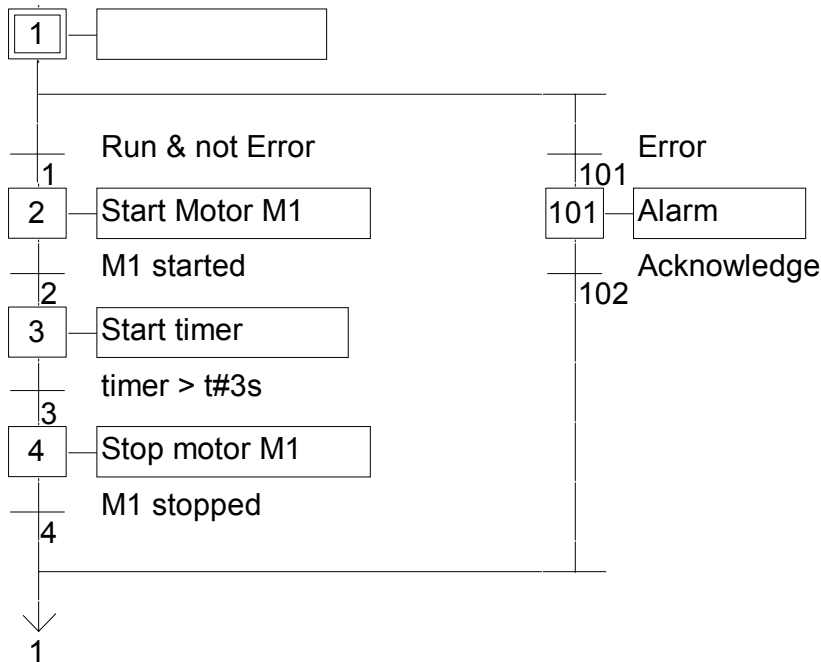 1
Run & not Error
Error
1
101
2
Start Motor M1
101
Alarm
M1 started
Acknowledge
2
102
3
Start timer
timer > t#3s
3
4
Stop motor M1
M1 stopped
4
1